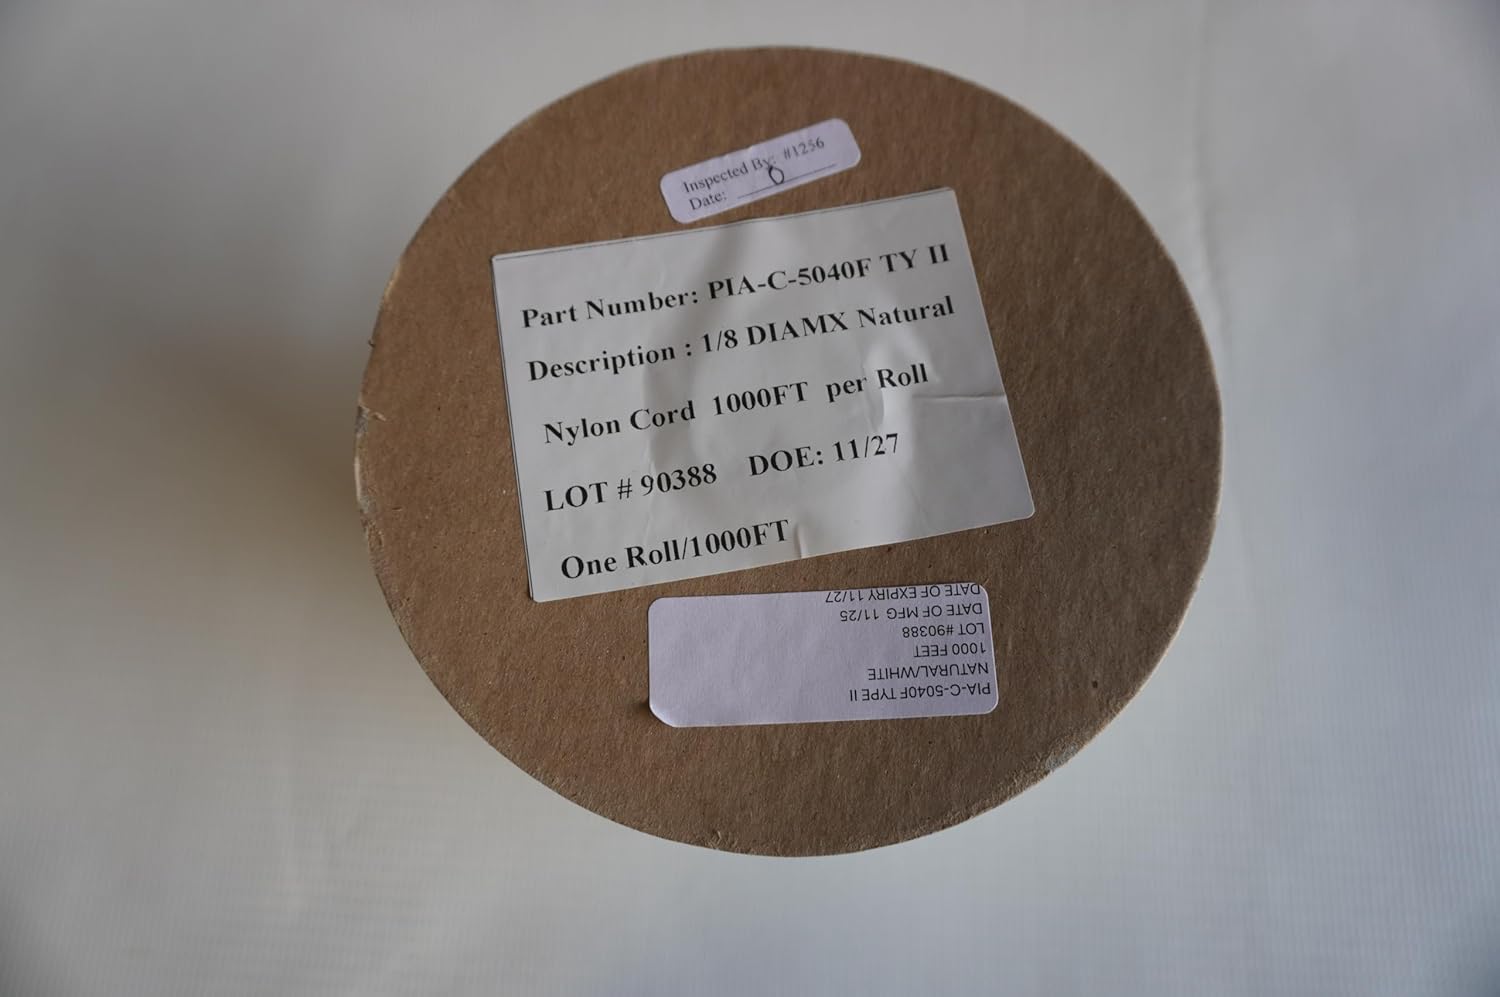 Inspected By: #1256
Date:
Part Number: PIA-C-5040F TY II
Description : 1/8 DIAMX Natural
Nylon Cord 1000FT per Roll
LOT # 90388 DOE: 11/27
One Roll/1000FT
PIA-C-5040F TYPE II
NATURAL/WHITE
1000 FEET
LOT #90388
DATE OF MFG 11/25
DATE OF EXPIRY 11/27